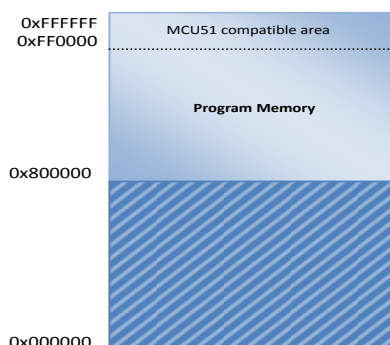 0xFFFFFF
MCU51 compatible area
0xFF0000
Program Memory
0x800000
0x000000